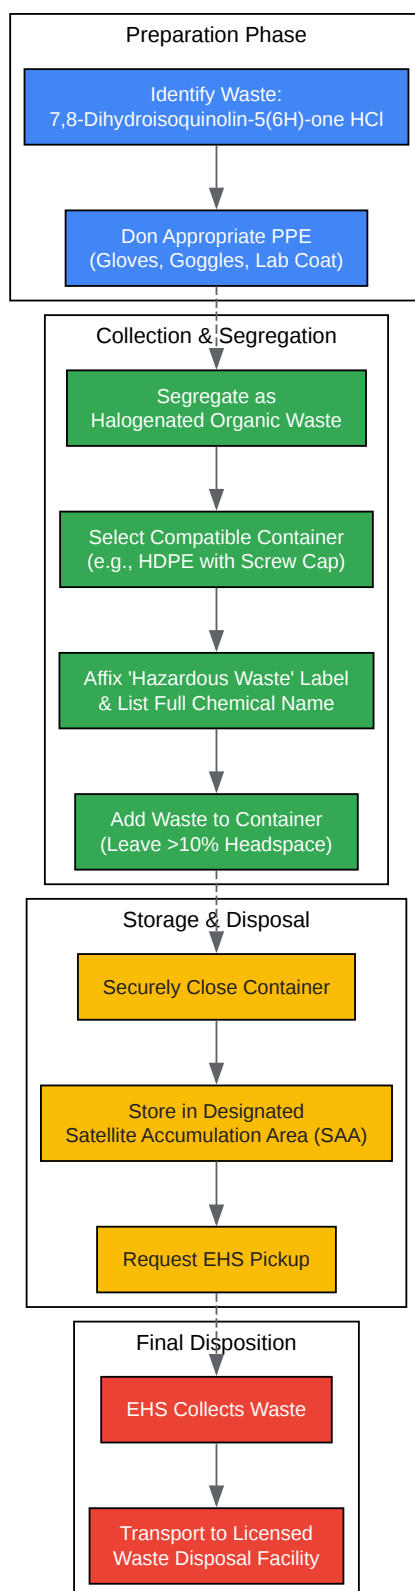 Preparation Phase
Identify Waste:
7,8-Dihydroisoquinolin-5(6H)-one HCl
Don Appropriate PPE
(Gloves, Goggles, Lab Coat)
Collection & Segregation
Segregate as
Halogenated Organic Waste
Select Compatible Container
(e.g., HDPE with Screw Cap)
Affix 'Hazardous Waste' Label
& List Full Chemical Name
Add Waste to Container
(Leave >10% Headspace)
Storage & Disposal
Securely Close Container
Store in Designated
Satellite Accumulation Area (SAA)
Request EHS Pickup
Final Disposition
EHS Collects Waste
Transport to Licensed
Waste Disposal Facility